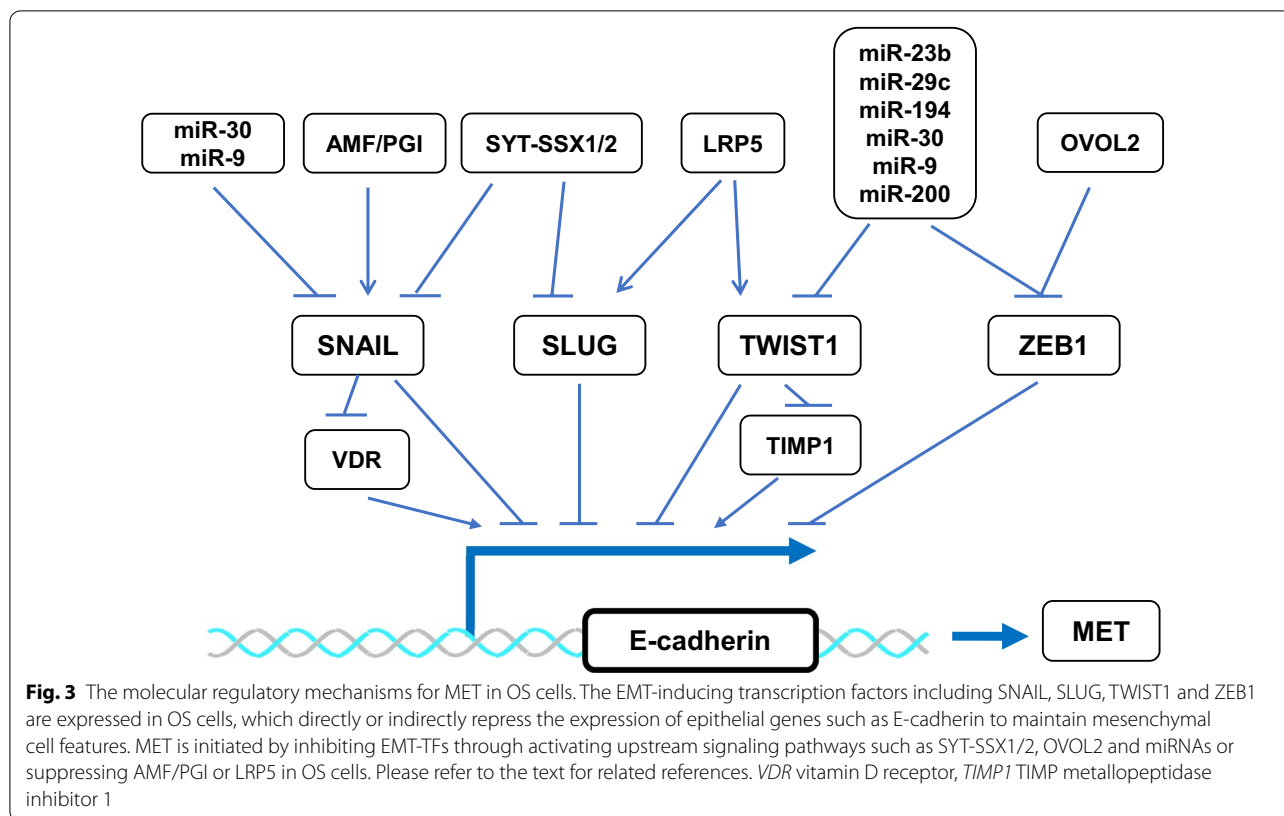 miR-30
miR-9
AMF/PGI
SYT-SSX1/2
LRP5
miR-23b
miR-29c
miR-194
miR-30
miR-9
miR-200
OVOL2
SNAIL
SLUG
TWIST1
ZEB1
VDR
TIMP1
E-cadherin
MET
Fig. 3 The molecular regulatory mechanisms for MET in OS cells. The EMT-inducing transcription factors including SNAIL, SLUG, TWIST1 and ZEB1
are expressed in OS cells, which directly or indirectly repress the expression of epithelial genes such as E-cadherin to maintain mesenchymal
cell features. MET is initiated by inhibiting EMT-TFs through activating upstream signaling pathways such as SYT-SSX1/2, OVOL2 and miRNAs or
suppressing AMF/PGI or LRP5 in OS cells. Please refer to the text for related references. VDR vitamin D receptor, TIMP1 TIMP metallopeptidase
inhibitor 1